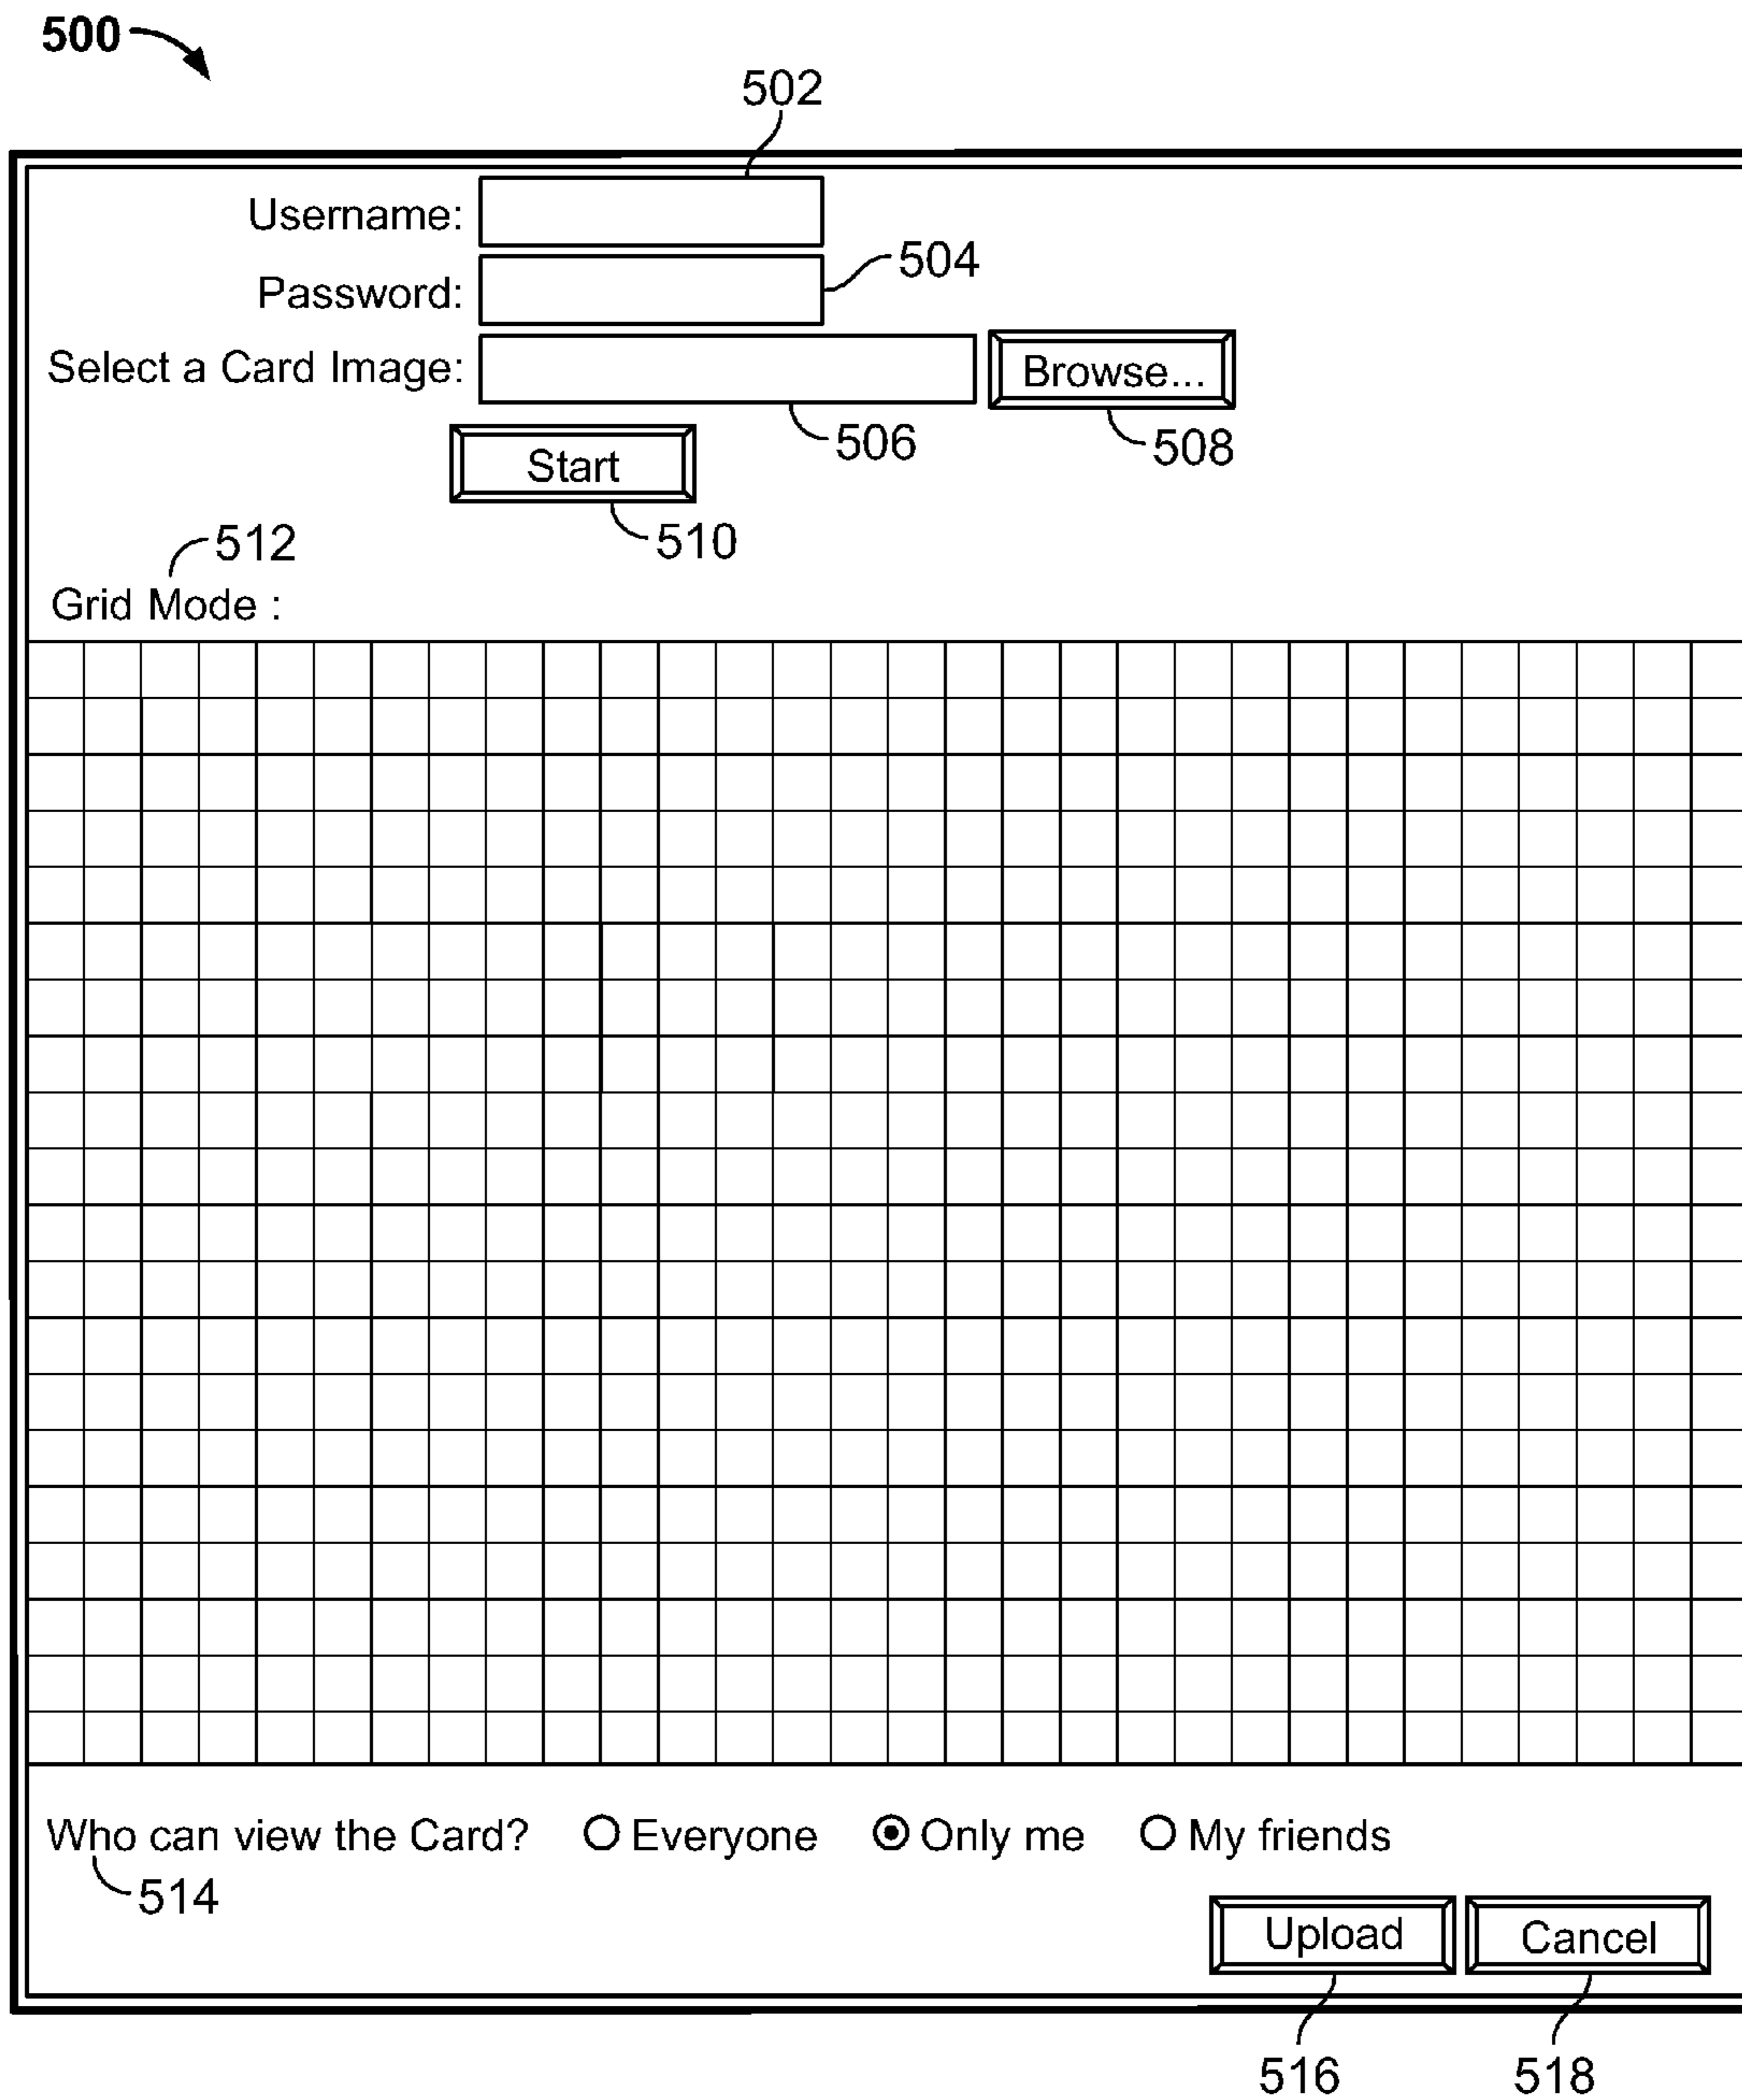 500
502
Username:
Password:
504
Select a Card Image:
Browse...
506
508
Start
510
512
Grid Mode :
Who can view the Card? Everyone Only me My friends
514
Upload Cancel
516 518